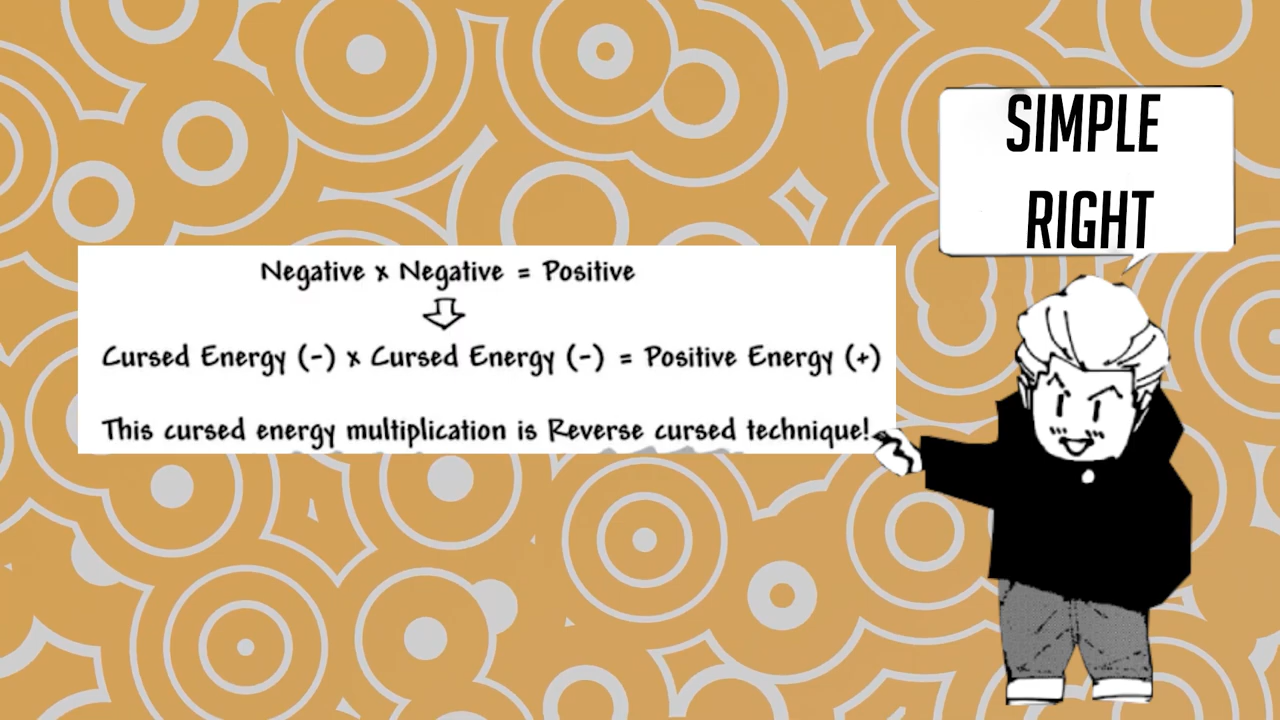 SIMPLE
RIGHT
Negative x Negative = Positive
Cursed Energy (-) x Cursed Energy (-) = Positive Energy (+)
This cursed energy multiplication is Reverse cursed technique!